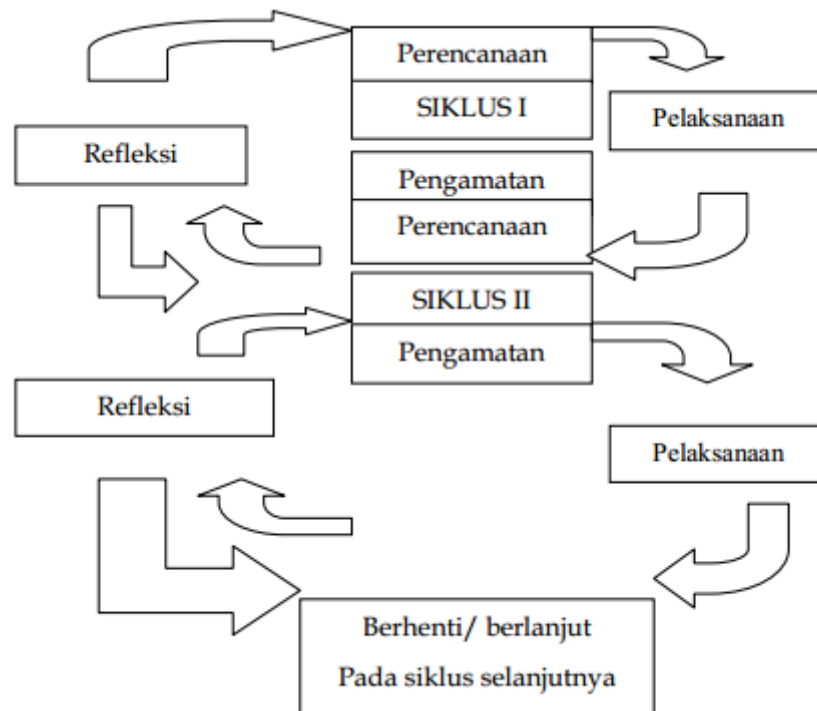 Perencanaan
SIKLUS I
Pelaksanaan
Refleksi
Pengamatan
Perencanaan
SIKLUS II
Pengamatan
Refleksi
Pelaksanaan
Berhenti/ berlanjut
Pada siklus selanjutnya